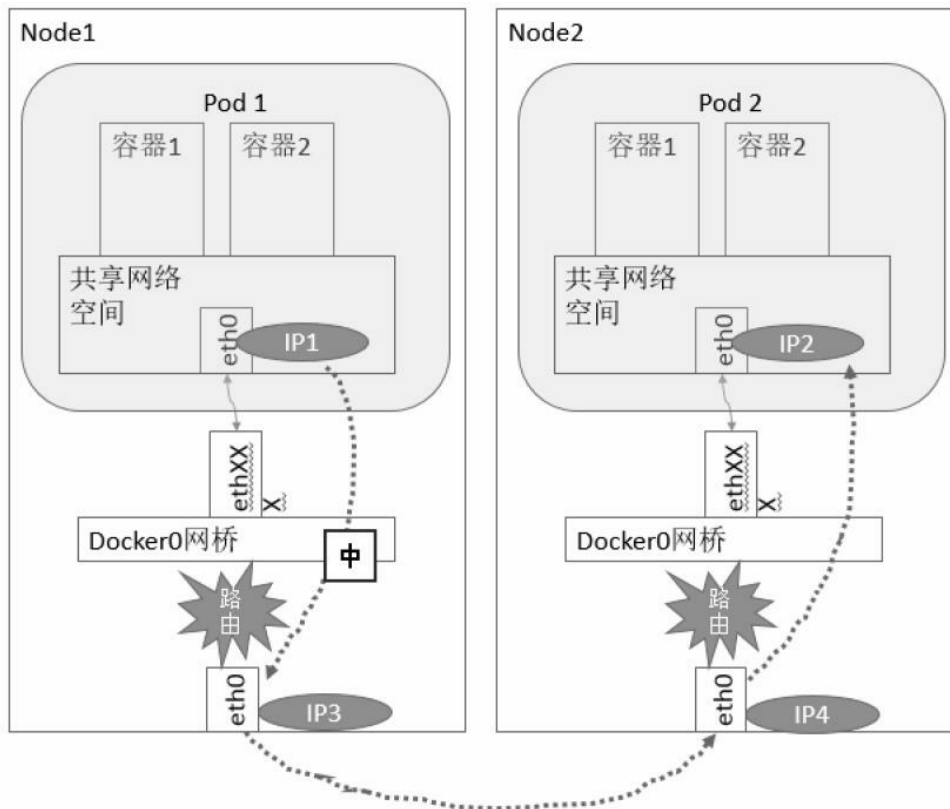 Node1
Pod 1
容器1
容器2
共享网络
空间
eth0
IP1
ethXX
X
Docker0网桥
中
路
由
eth0
IP3
Node2
Pod 2
容器1
容器2
共享网络
空间
eth0
IP2
ethXX
X
Docker0网桥
路
由
eth0
IP4